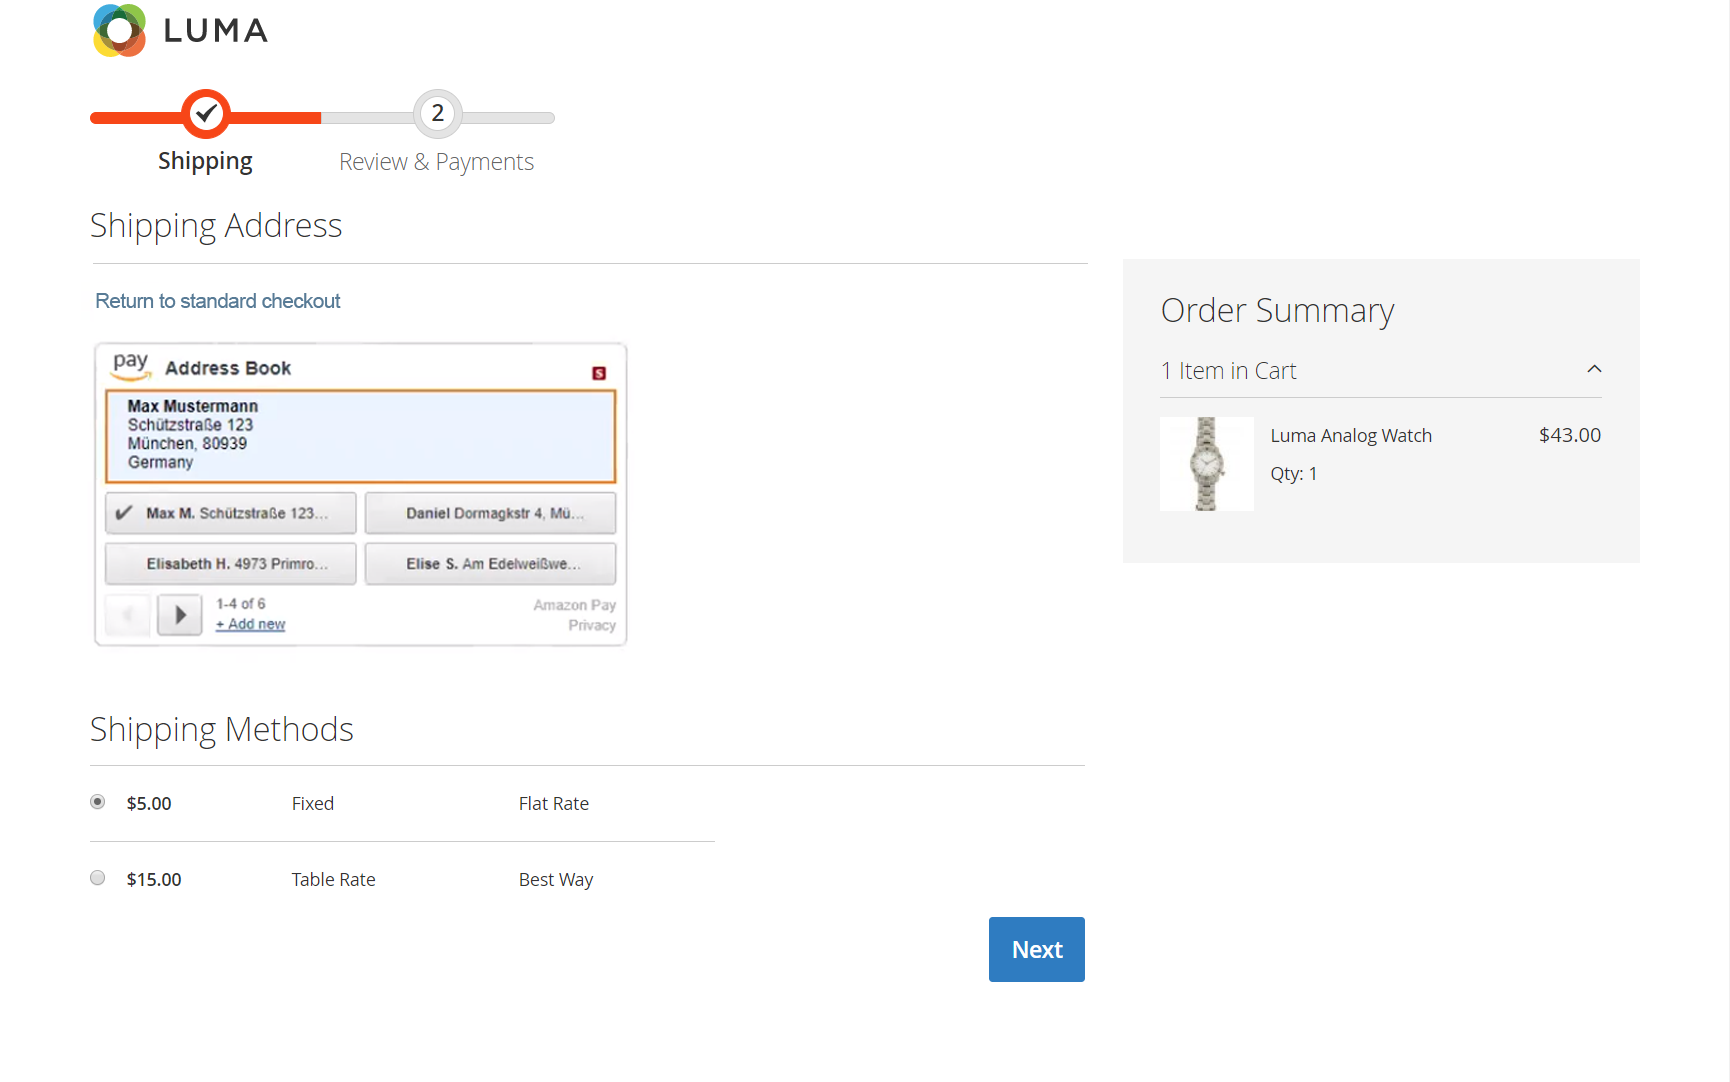 LUMA
2
Shipping
Review & Payments
Shipping Address
Return to standard checkout
pay Address Book
S
Max Mustermann
Schützstraße 123
München, 80939
Germany
Max M. Schützstraße 123...
Daniel Dormagkstr 4, Mü...
Elisabeth H. 4973 Primro...
Elise S. Am Edelweißwe...
1-4 of 6
+ Add new
Amazon Pay
Privacy
Order Summary
1 Item in Cart
Luma Analog Watch $43.00
Qty: 1
Shipping Methods
$5.00 Fixed Flat Rate
$15.00 Table Rate Best Way
Next